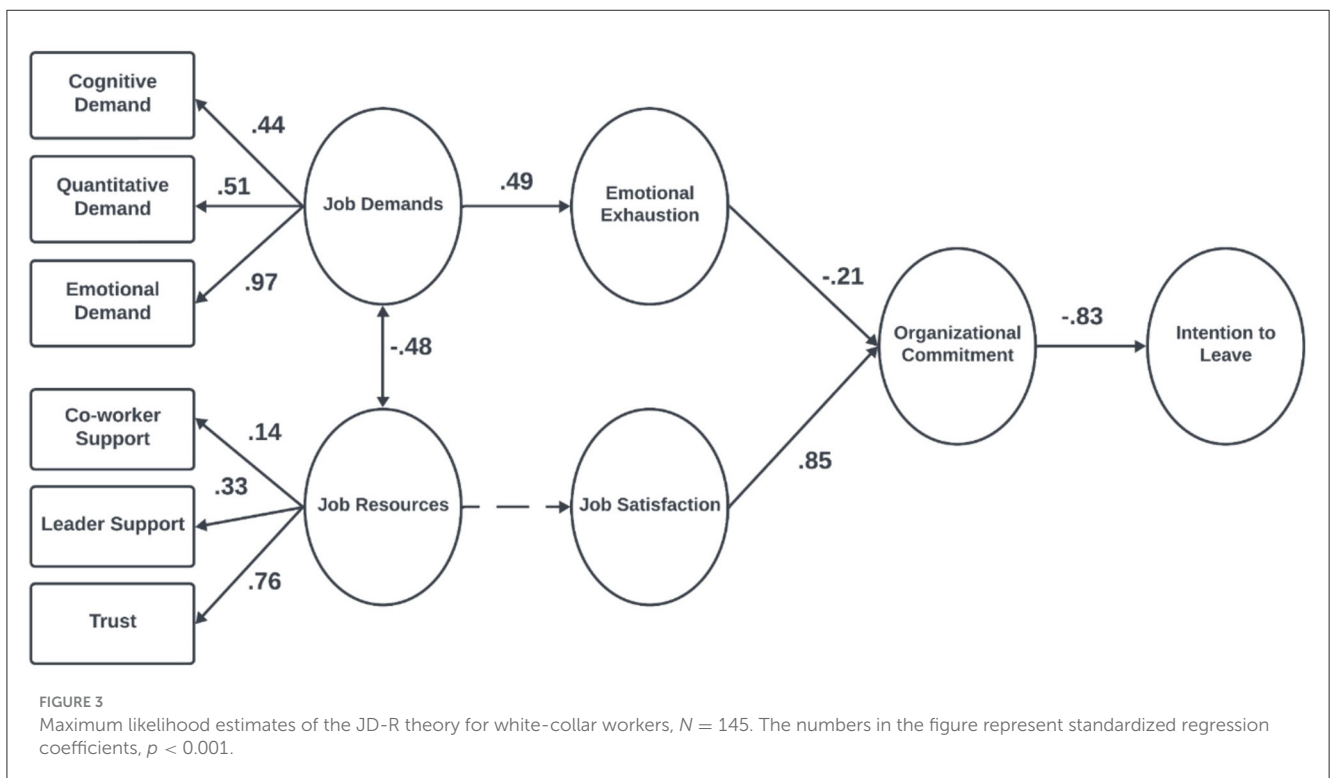 Cognitive
Demand
.44
Quantitative
Demand
.51
Job Demands
.49
Emotional
Exhaustion
Emotional
Demand
.97
-.21
-.48
Organizational
Commitment
-.83
Intention to
Leave
Co-worker
Support
.14
.33
Leader Support
Job Resources
Job Satisfaction
.85
.76
Trust
FIGURE 3
Maximum likelihood estimates of the JD-R theory for white-collar workers, N = 145. The numbers in the figure represent standardized regression
coefficients, p < 0.001.